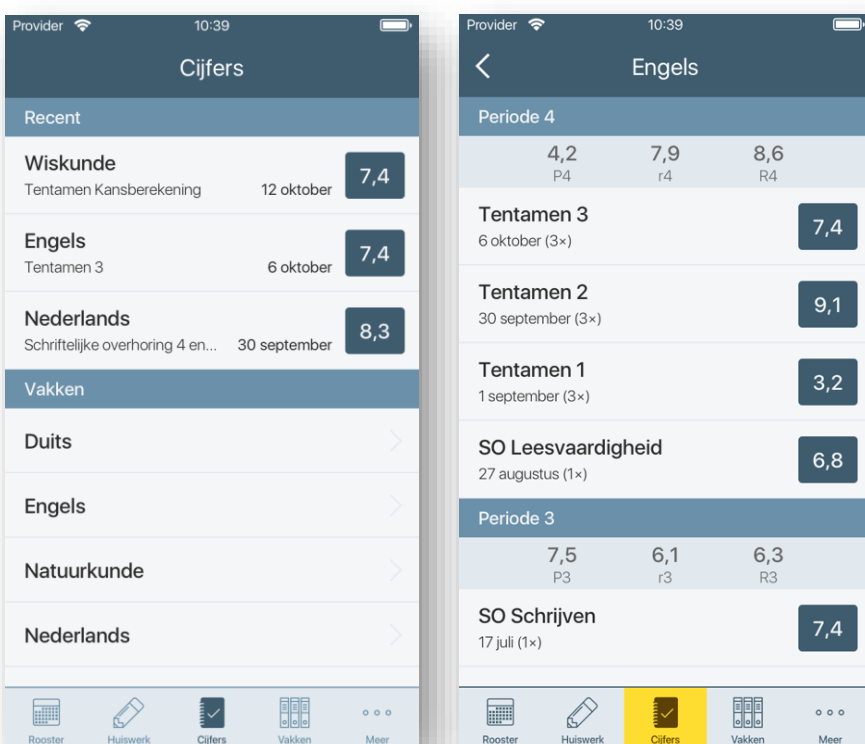 Provider 10:39
Cijfers
Recent
Wiskunde
Tentamen Kansberekening 12 oktober 7,4
Engels
Tentamen 3 6 oktober 7,4
Nederlands
Schriftelijke overhoring 4 en... 30 september 8,3
Vakken
Duits
Engels
Natuurkunde
Nederlands
Rooster Huiswerk Cijfers Vakken Meer
Provider 10:39
Engels
Periode 4
4,2 7,9 8,6
P4 r4 R4
Tentamen 3
6 oktober (3×) 7,4
Tentamen 2
30 september (3×) 9,1
Tentamen 1
1 september (3×) 3,2
SO Leesvaardigheid
27 augustus (1×) 6,8
Periode 3
7,5 6,1 6,3
P3 r3 R3
SO Schrijven
17 juli (1×) 7,4
Rooster Huiswerk Cijfers Vakken Meer